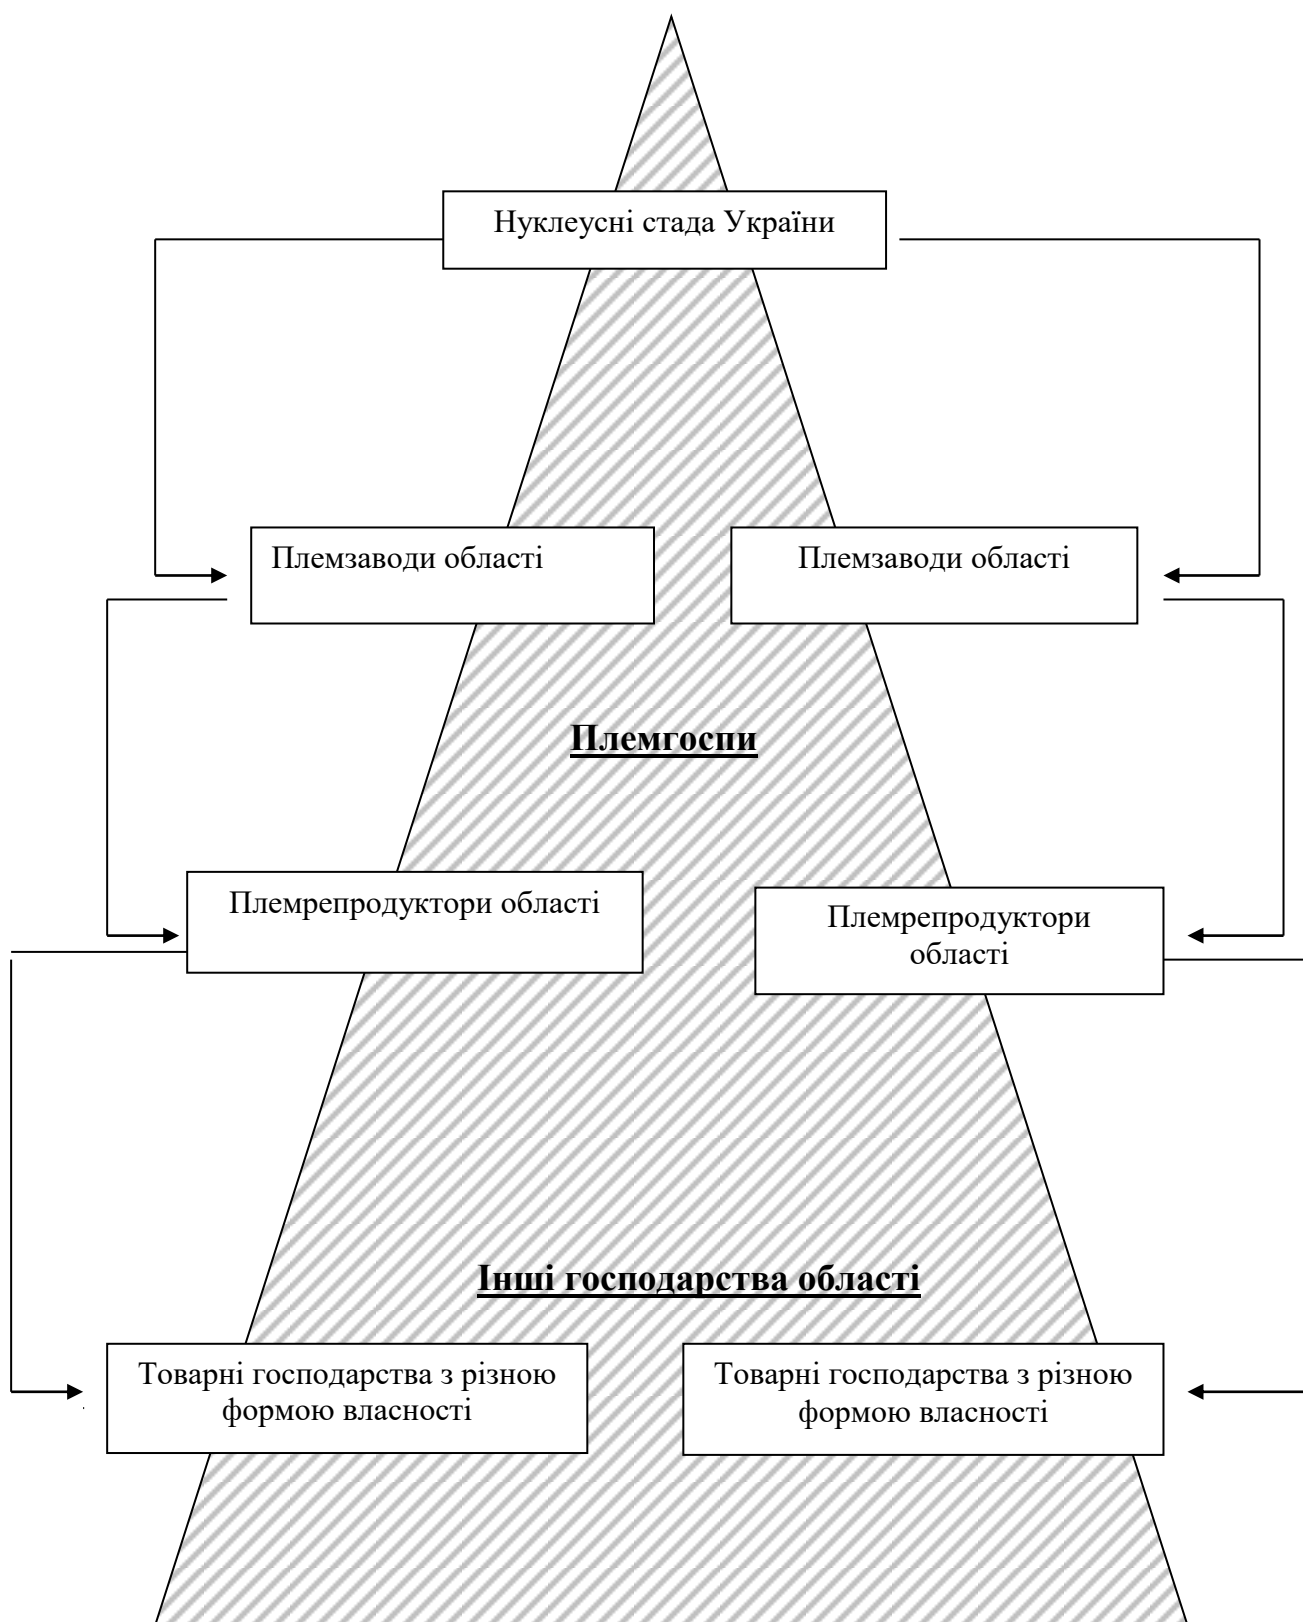 Нуклеусні стада України
Племзаводи області
Племзаводи області
Племгоспи
Племрепродуктори області
Племрепродуктори
області
Інші господарства області
Товарні господарства з різною
формою власності
Товарні господарства з різною
формою власності